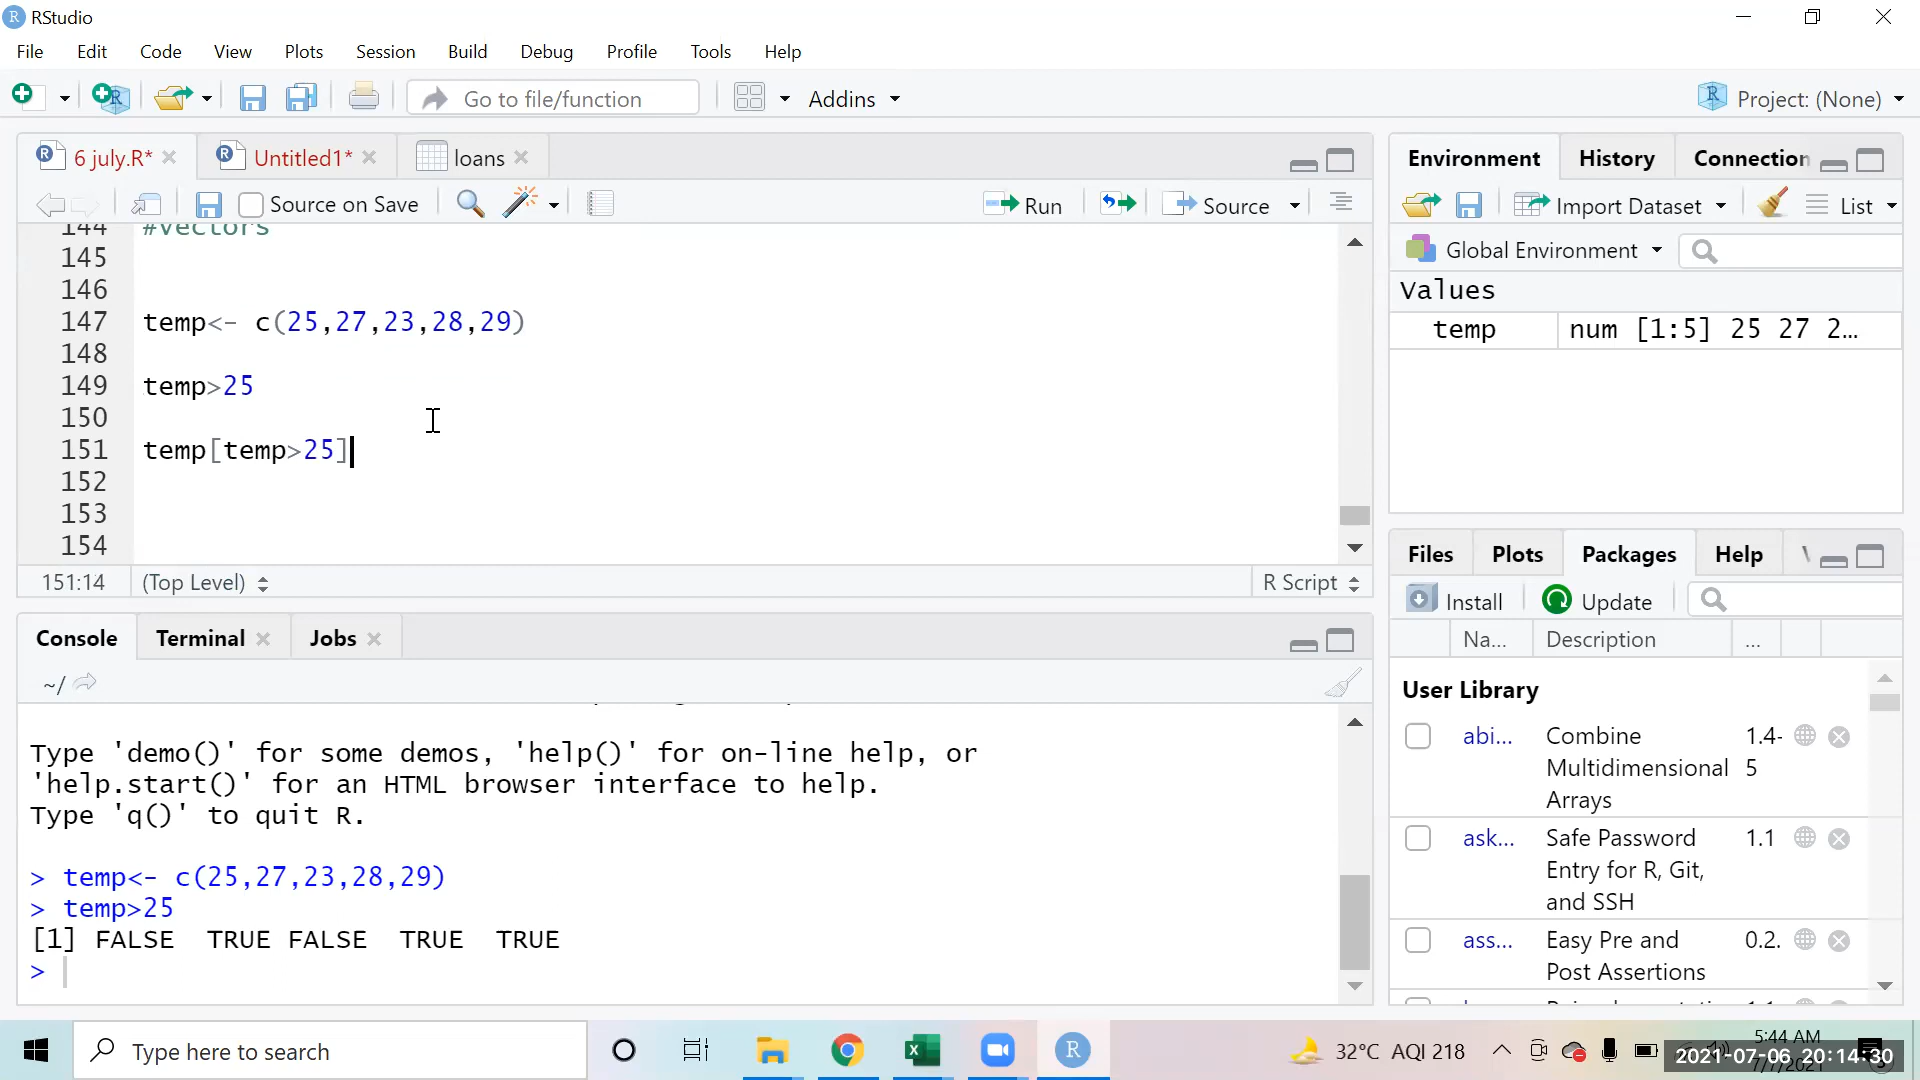 RStudio
File Edit Code View Plots Session Build Debug Profile Tools Help
Go to file/function Addins Project: (None)
6 july.R* Untitled1* loans
Source on Save Run Source
144 #vectors
145
146
147 temp<- c(25,27,23,28,29)
148
149 temp>25
150
151 temp[temp>25]
152
153
154
151:14 (Top Level) R Script
Console Terminal Jobs
~/
Type 'demo()' for some demos, 'help()' for on-line help, or
'help.start()' for an HTML browser interface to help.
Type 'q()' to quit R.
> temp<- c(25,27,23,28,29)
> temp>25
[1] FALSE TRUE FALSE TRUE TRUE
>
Environment History Connection
Import Dataset List
Global Environment
Values
temp num [1:5] 25 27 2…
Files Plots Packages Help
Install Update
Na... Description ...
User Library
abi... Combine 1.4-
Multidimensional 5
Arrays
ask... Safe Password 1.1
Entry for R, Git,
and SSH
ass... Easy Pre and 0.2.
Post Assertions
Type here to search
32°C AQI 218
5:44 AM
2021-07-06 20:14:30